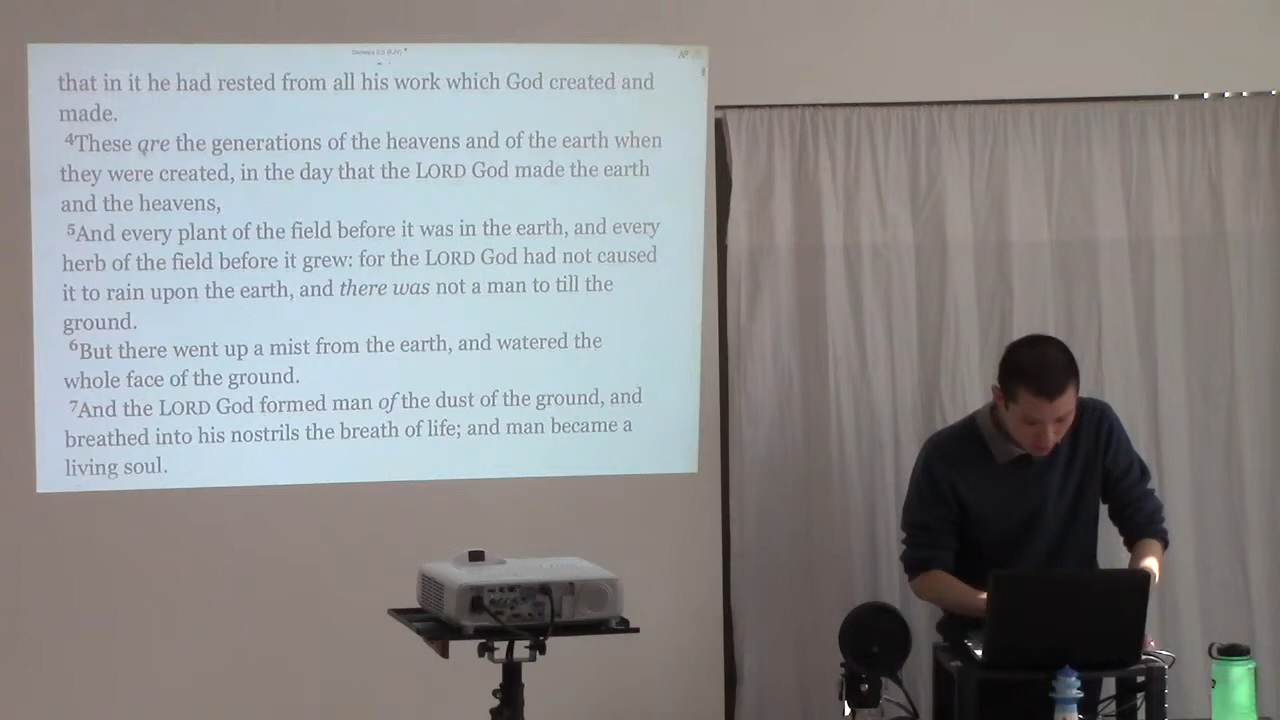 that in it he had rested from all his work which God created and
made.
4These are the generations of the heavens and of the earth when
they were created, in the day that the LORD God made the earth
and the heavens,
5And every plant of the field before it was in the earth, and every
herb of the field before it grew: for the LORD God had not caused
it to rain upon the earth, and there was not a man to till the
ground.
6But there went up a mist from the earth, and watered the
whole face of the ground.
7And the LORD God formed man of the dust of the ground, and
breathed into his nostrils the breath of life; and man became a
living soul.